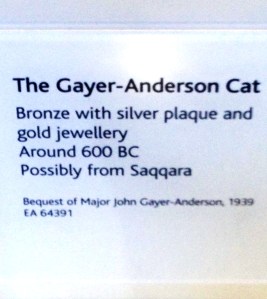 The Gayer-Anderson Cat
Bronze with silver plaque and
gold jewellery
Around 600 BC
Possibly from Saqqara
Bequest of Major John Gayer-Anderson, 1939
EA 64391